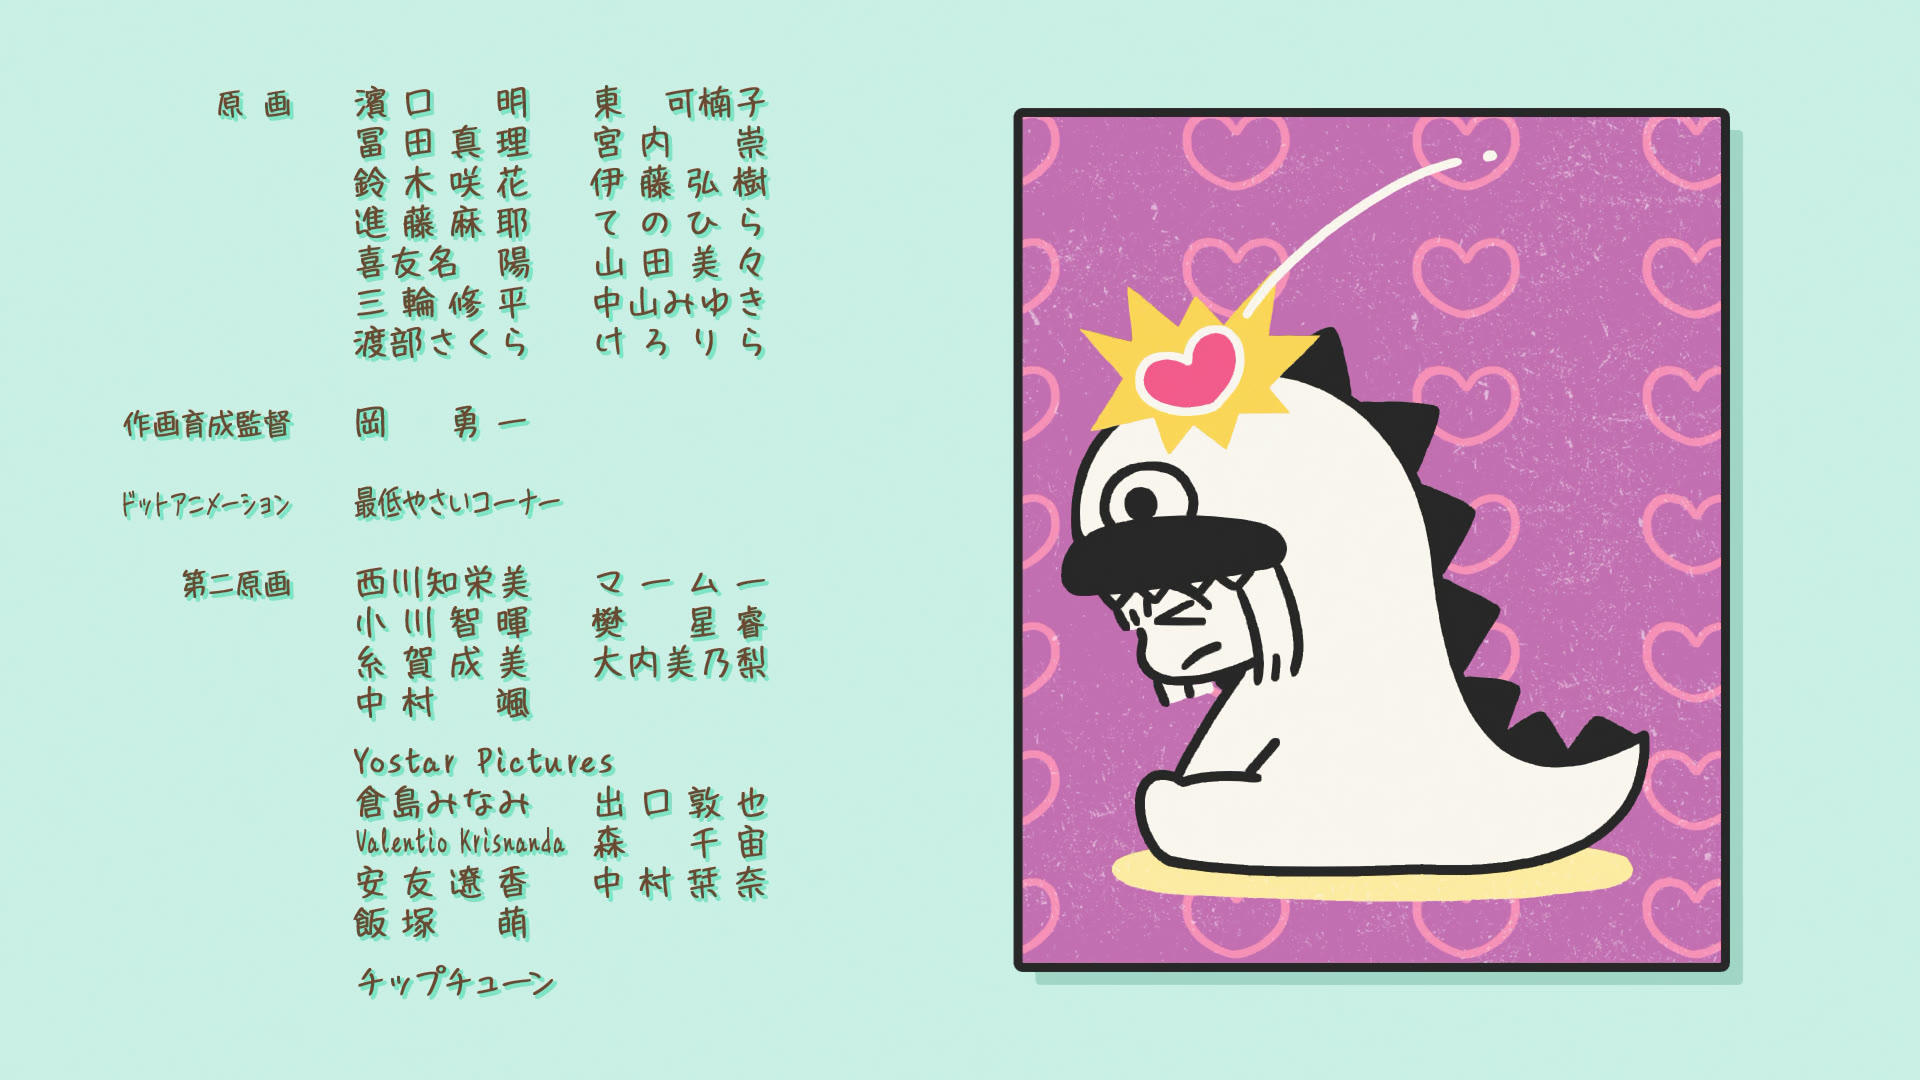 原画 濱口 明 東 可楠子
冨田真理 宮内 崇
鈴木咲花 伊藤弘樹
進藤麻耶 てのひら
喜友名 陽 山田美々
三輪修平 中山みゆき
渡部さくら けろりら
作画育成監督 岡 勇一
ドットアニメーション 最低やさいコーナー
第二原画 西川知栄美 マームー
小川智暉 樊 星睿
糸賀成美 大内美乃梨
中村 颯
Yostar Pictures
倉島みなみ 出口敦也
Valentio Krisnanda 森 千宙
安友遼香 中村栞奈
飯塚 萌
チップチューン